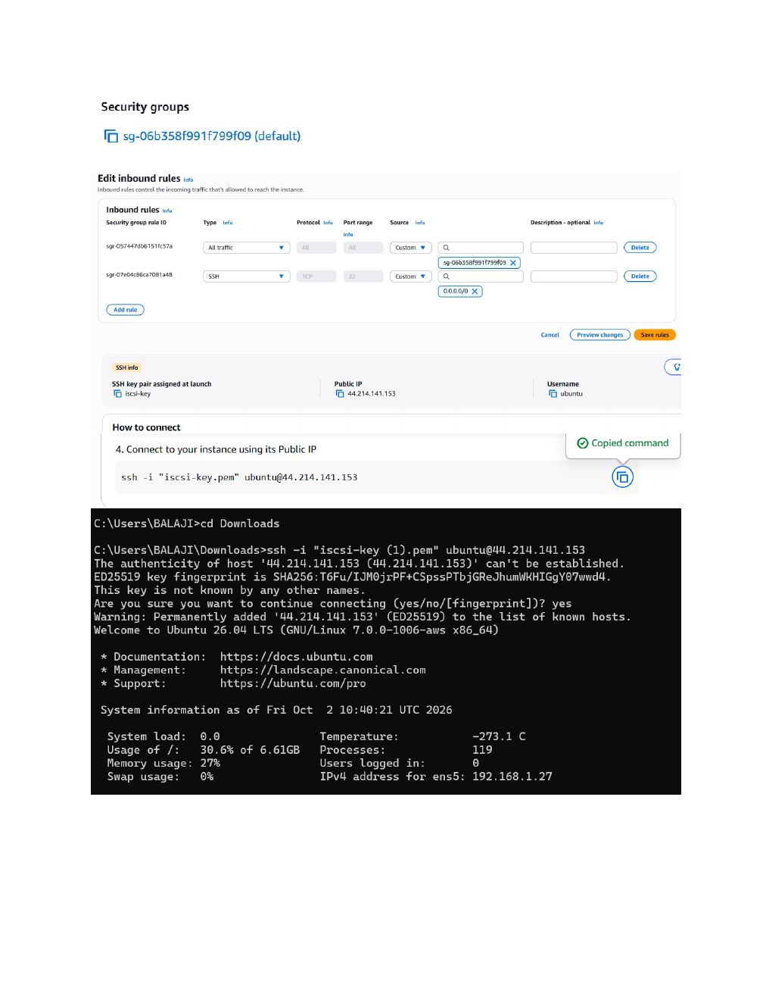 Security groups
sg-06b358f991f799f09 (default)
Edit inbound rules Info
Inbound rules control the incoming traffic that's allowed to reach the instance.
Inbound rules Info
Security group rule ID Type Info Protocol Info Port range Info Source Info Description - optional Info
sgr-057447db6151fc57a All traffic All All Custom Delete
sg-06b358f991f799f09
sgr-07e04c86ca7081a48 SSH TCP 22 Custom Delete
0.0.0.0/0
Add rule
Cancel Preview changes Save rules
SSH info
SSH key pair assigned at launch Public IP Username
iscsi-key 44.214.141.153 ubuntu
How to connect
Copied command
4. Connect to your instance using its Public IP
ssh -i "iscsi-key.pem" ubuntu@44.214.141.153
C:\Users\BALAJI>cd Downloads
C:\Users\BALAJI\Downloads>ssh -i "iscsi-key (1).pem" ubuntu@44.214.141.153
The authenticity of host '44.214.141.153 (44.214.141.153)' can't be established.
ED25519 key fingerprint is SHA256:T6Fu/IJM0jrPF+CSpssPTbjGReJhumWKHIGgY07wwd4.
This key is not known by any other names.
Are you sure you want to continue connecting (yes/no/[fingerprint])? yes
Warning: Permanently added '44.214.141.153' (ED25519) to the list of known hosts.
Welcome to Ubuntu 26.04 LTS (GNU/Linux 7.0.0-1006-aws x86_64)
* Documentation: https://docs.ubuntu.com
* Management: https://landscape.canonical.com
* Support: https://ubuntu.com/pro
System information as of Fri Oct 2 10:40:21 UTC 2026
System load: 0.0 Temperature: -273.1 C
Usage of /: 30.6% of 6.61GB Processes: 119
Memory usage: 27% Users logged in: 0
Swap usage: 0% IPv4 address for ens5: 192.168.1.27